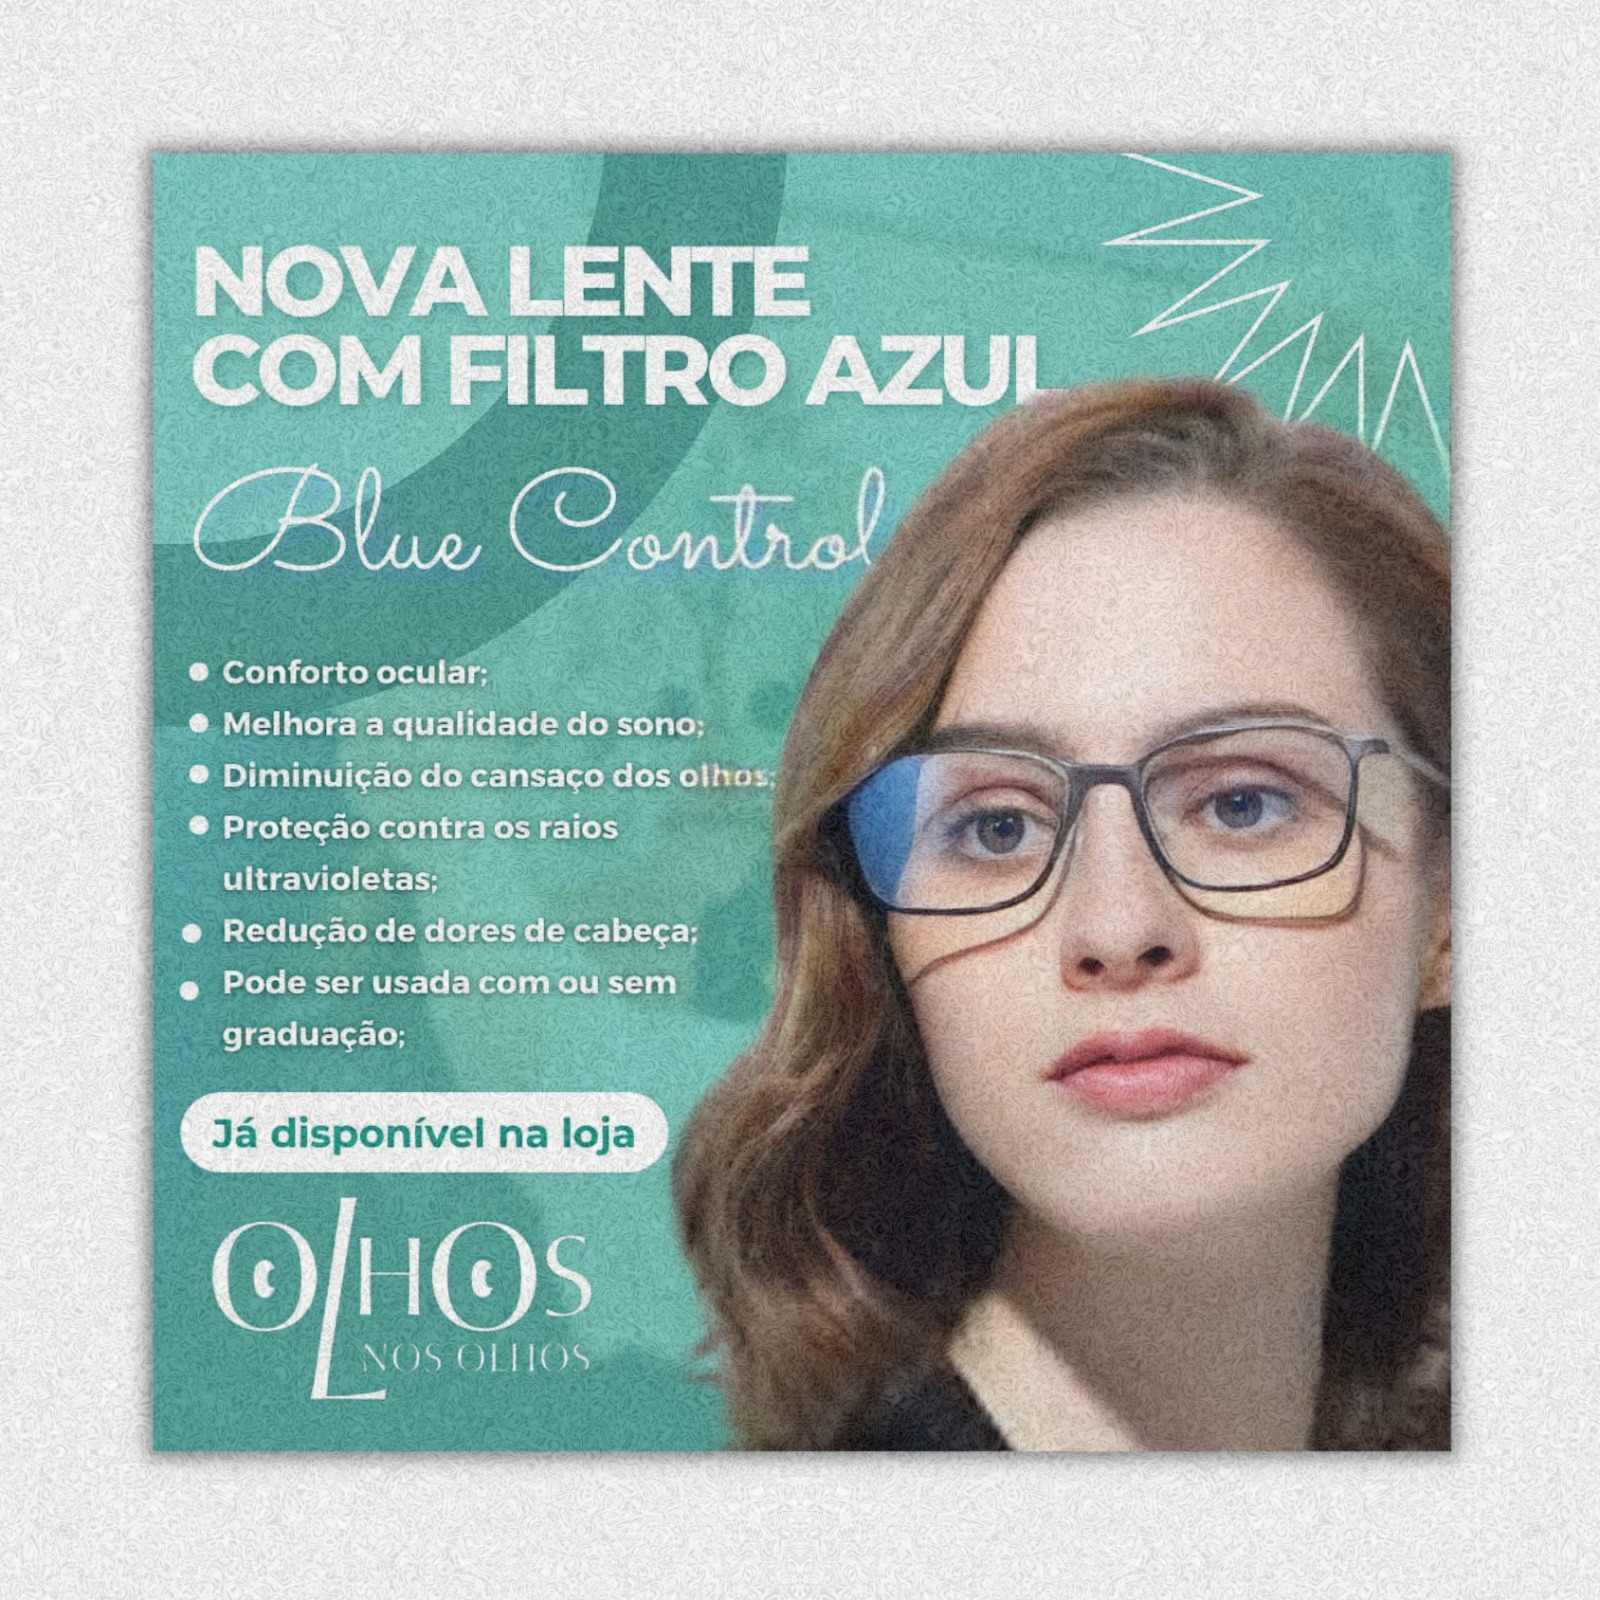 NOVA LENTE
COM FILTRO AZUL
Blue Control
Conforto ocular;
Melhora a qualidade do sono;
Diminuição do cansaço dos olhos;
Proteção contra os raios
ultravioletas;
Redução de dores de cabeça;
Pode ser usada com ou sem
graduação;
Já disponível na loja
OLHOS
NOS OLHOS